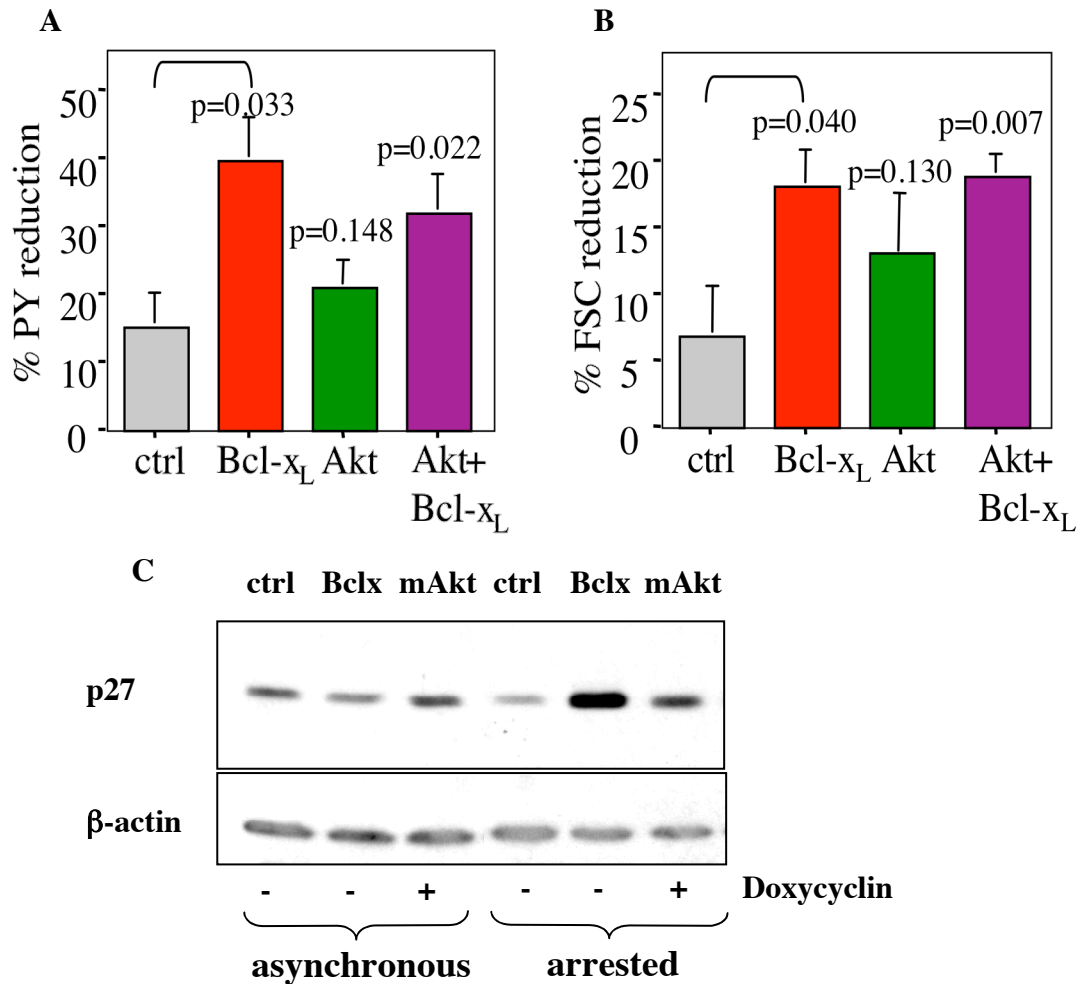 A
% PY reduction
50
40
30
20
10
0
p=0.033
p=0.022
p=0.148
ctrl Bcl-xL Akt Akt+
Bcl-xL
B
% FSC reduction
25
20
15
10
5
0
p=0.040 p=0.007
p=0.130
ctrl Bcl-xL Akt Akt+
Bcl-xL
C
ctrl Bclx mAkt ctrl Bclx mAkt
p27
β-actin
- - + - - + Doxycyclin
asynchronous arrested